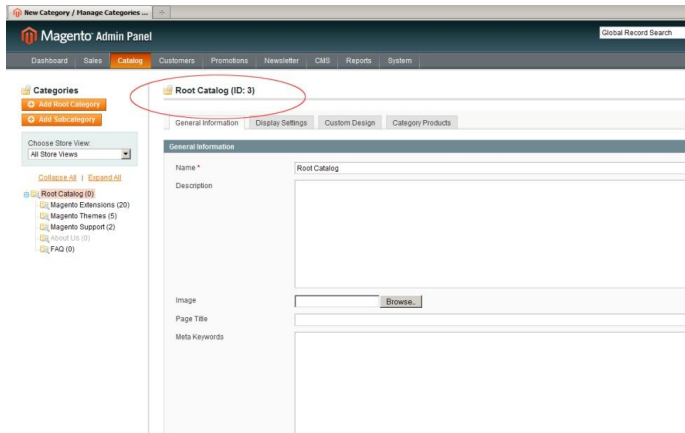 New Category / Manage Categories ...
Magento Admin Panel
Global Record Search
Dashboard Sales Catalog Customers Promotions Newsletter CMS Reports System
Categories
Add Root Category
Add Subcategory
Choose Store View:
All Store Views
Collapse All | Expand All
Root Catalog (0)
Magento Extensions (20)
Magento Themes (5)
Magento Support (2)
About Us (0)
FAQ (0)
Root Catalog (ID: 3)
General Information Display Settings Custom Design Category Products
General Information
Name * Root Catalog
Description
Image Browse..
Page Title
Meta Keywords